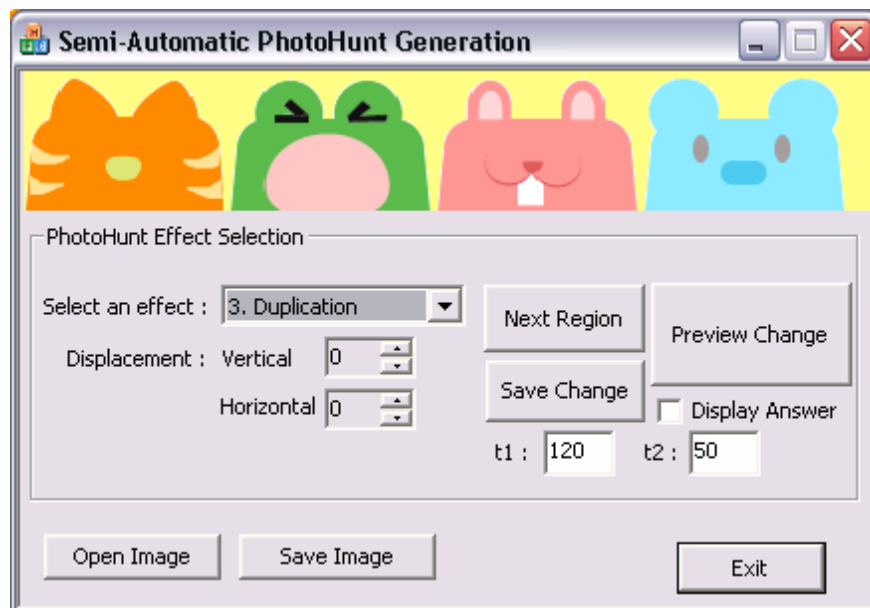 Semi-Automatic PhotoHunt Generation
PhotoHunt Effect Selection
Select an effect : 3. Duplication
Displacement : Vertical 0
Horizontal 0
Next Region
Preview Change
Save Change
Display Answer
t1 : 120 t2 : 50
Open Image Save Image Exit